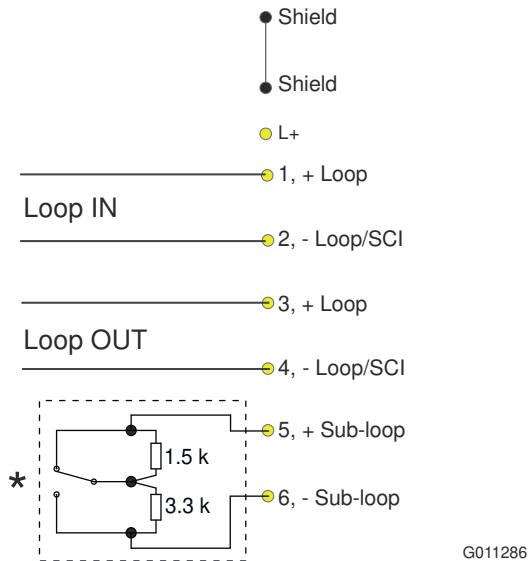 Shield
Shield
L+
1, + Loop
Loop IN
2, - Loop/SCI
3, + Loop
Loop OUT
4, - Loop/SCI
5, + Sub-loop
1.5 k
*
3.3 k
6, - Sub-loop
G011286